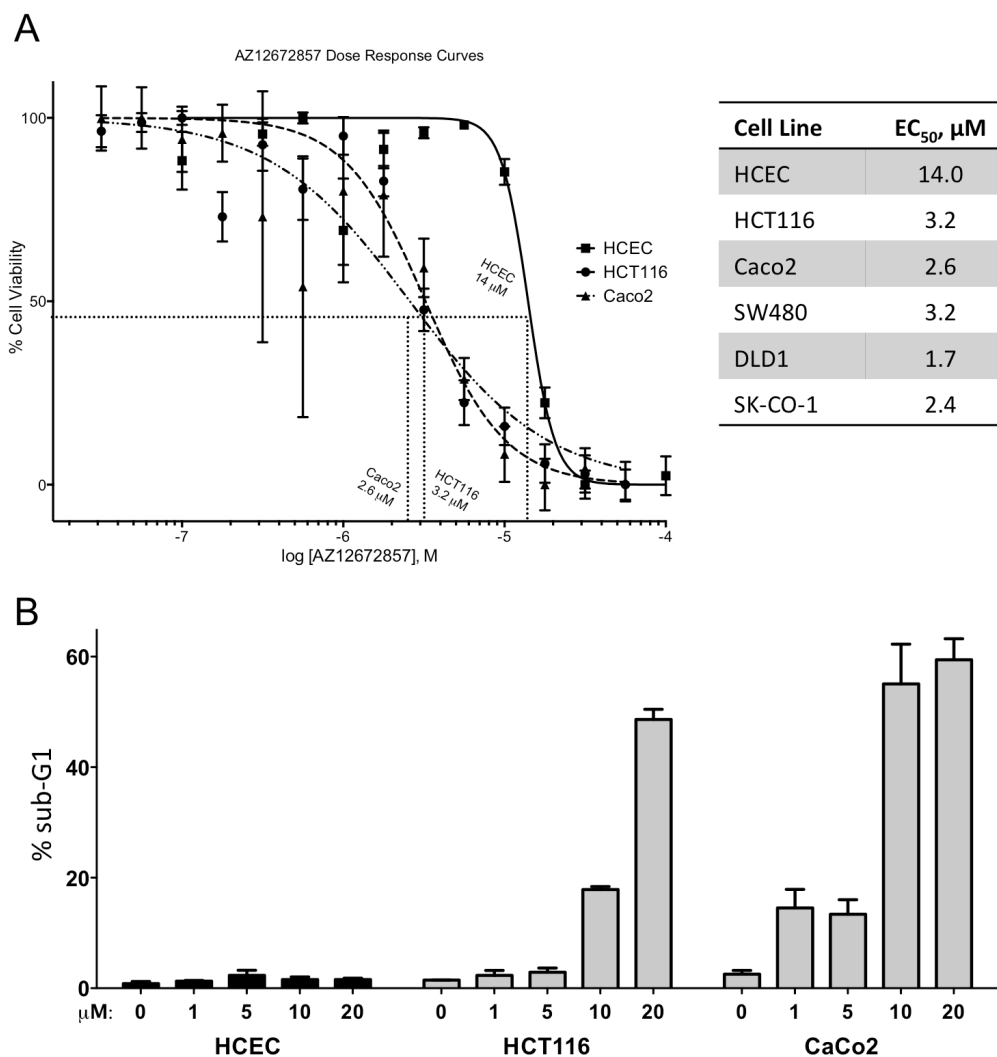 A
AZ12672857 Dose Response Curves
100
50
0
% Cell Viability
HCEC
14 μM
HCEC
HCT116
Caco2
Caco2
2.6 μM
HCT116
3.2 μM
-7
-6
-5
-4
log [AZ12672857], M
Cell Line EC50, μM
HCEC 14.0
HCT116 3.2
Caco2 2.6
SW480 3.2
DLD1 1.7
SK-CO-1 2.4
B
60
40
20
0
% sub-G1
μM: 0 1 5 10 20 0 1 5 10 20 0 1 5 10 20
HCEC HCT116 CaCo2